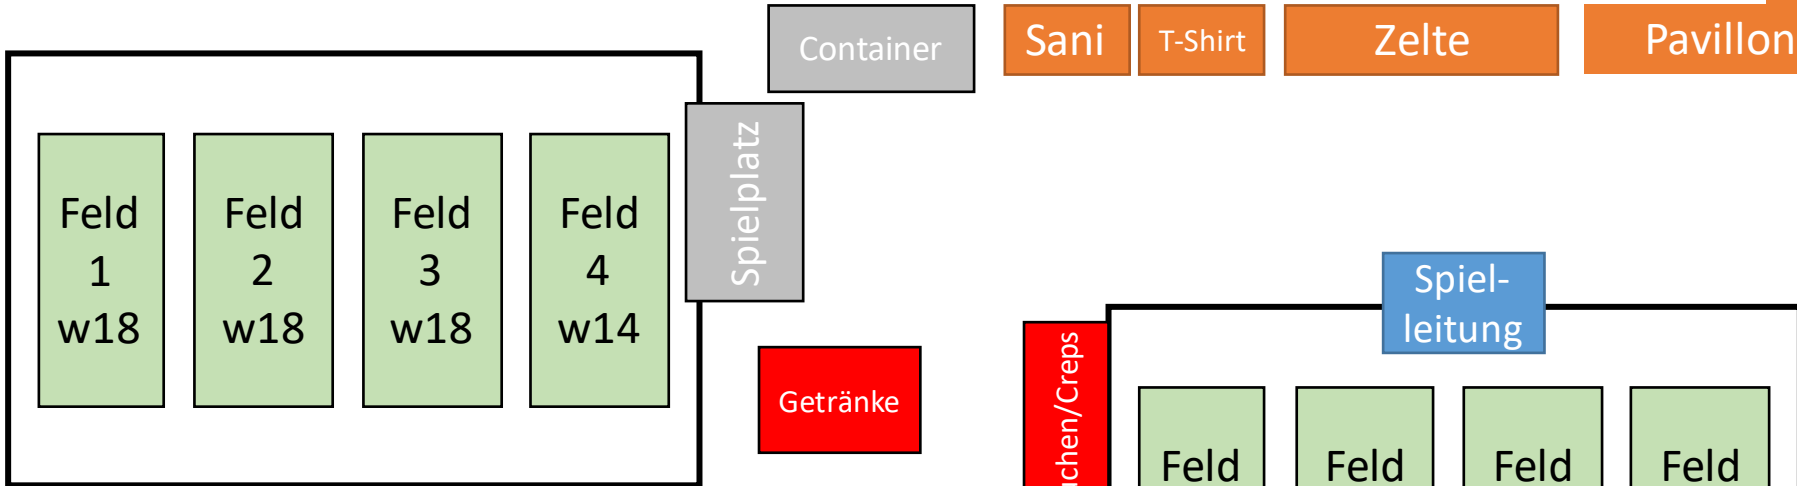 Container
Sani
T-Shirt
Zelte
Pavillon
Spielplatz
Feld
1
w18
Feld
2
w18
Feld
3
w18
Feld
4
w14
Getränke
Spiel-
leitung
Feld
Feld
Feld
Feld